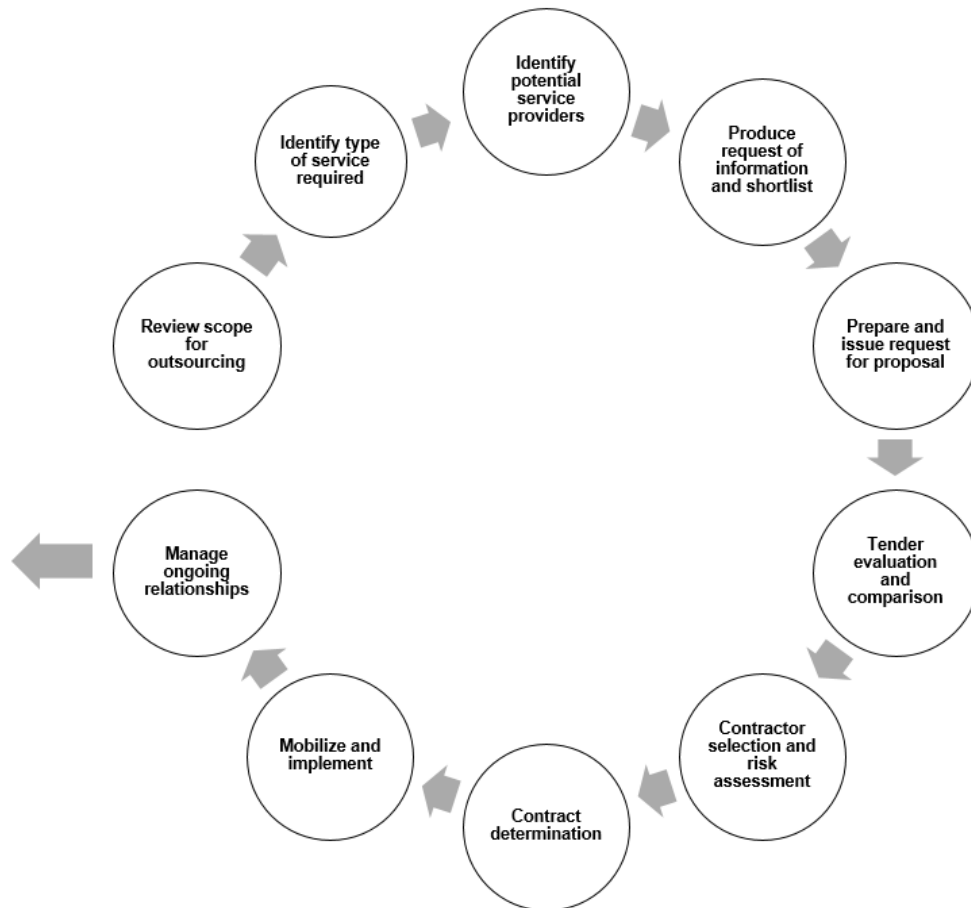 Identify
potential
service
providers
Produce
request of
information
and shortlist
Prepare and
issue request
for proposal
Tender
evaluation
and
comparison
Contractor
selection and
risk
assessment
Contract
determination
Mobilize and
implement
Manage
ongoing
relationships
Review scope
for
outsourcing
Identify type
of service
required